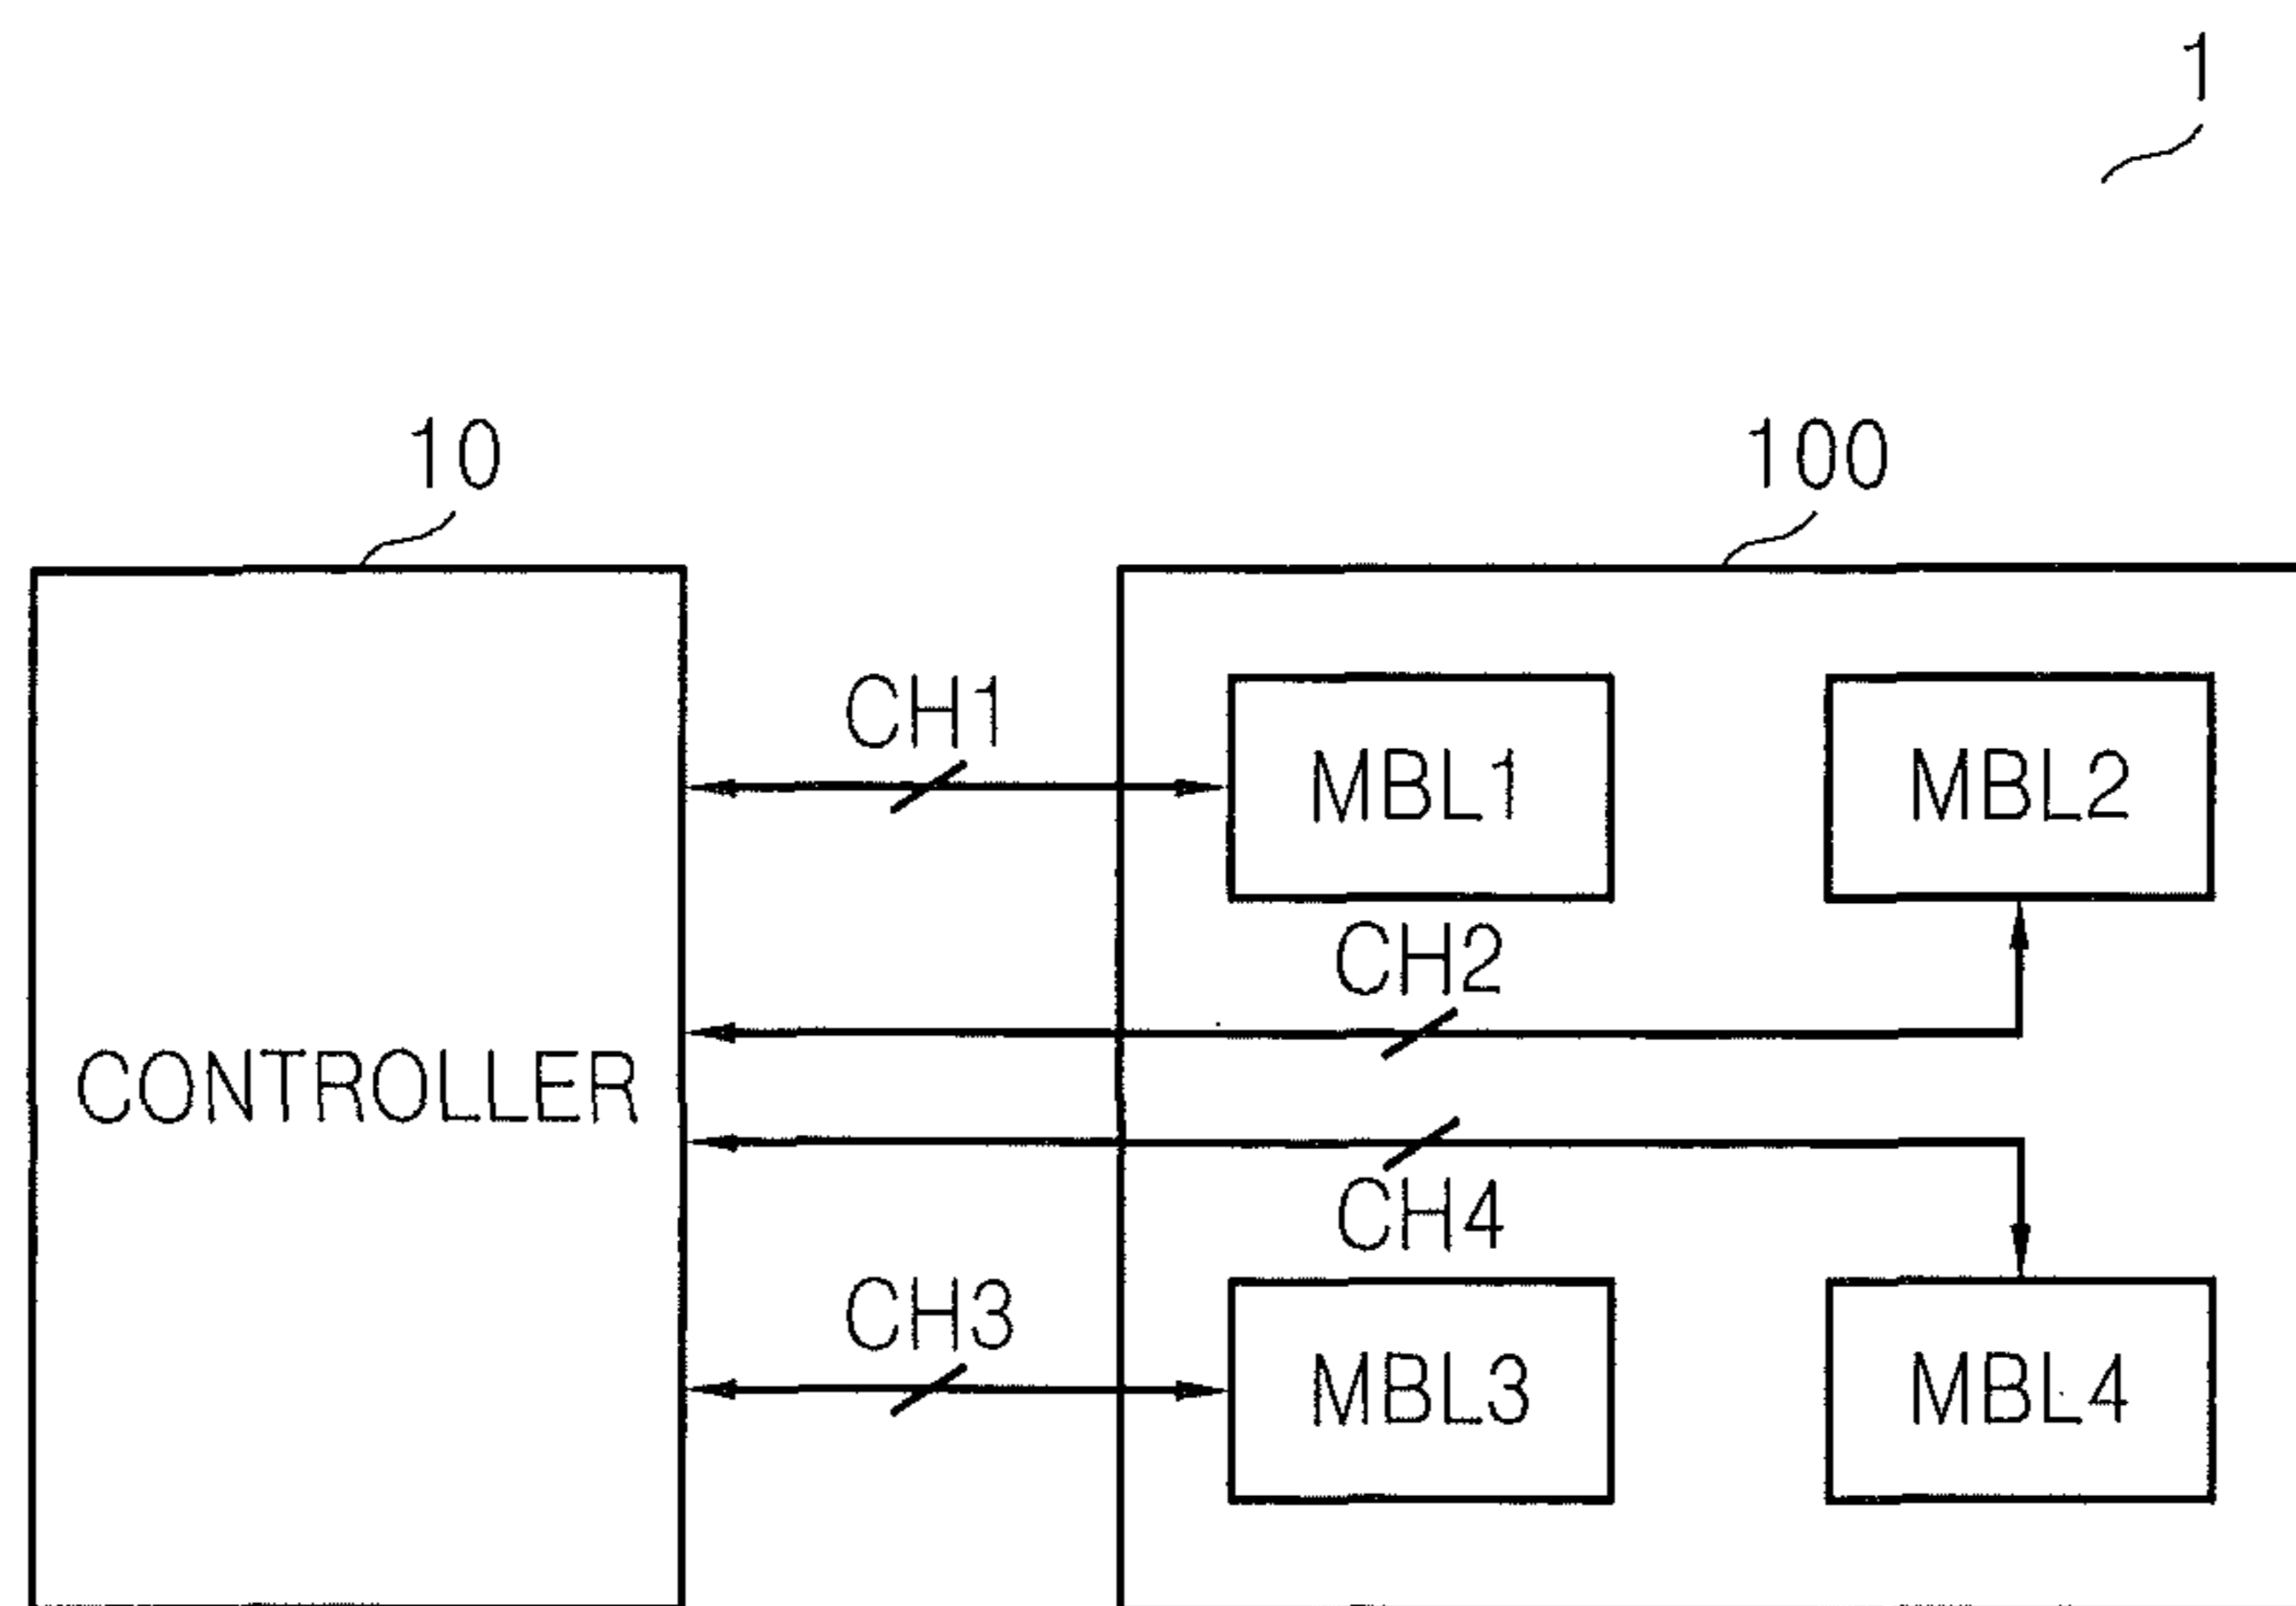 1
10
100
CH1
MBL1
MBL2
CH2
CONTROLLER
CH4
CH3
MBL3
MBL4